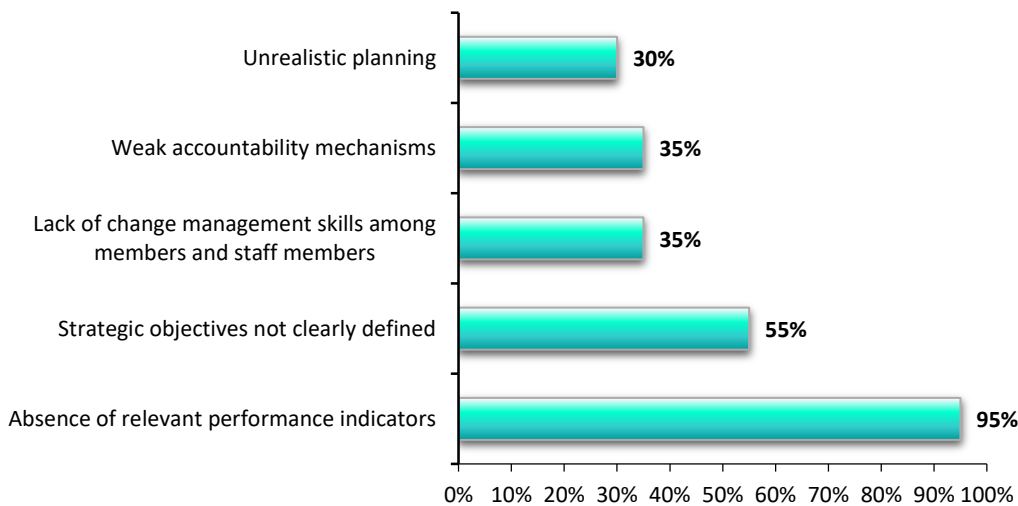 Unrealistic planning
30%
Weak accountability mechanisms
35%
Lack of change management skills among
members and staff members
35%
Strategic objectives not clearly defined
55%
Absence of relevant performance indicators
95%
0% 10% 20% 30% 40% 50% 60% 70% 80% 90% 100%